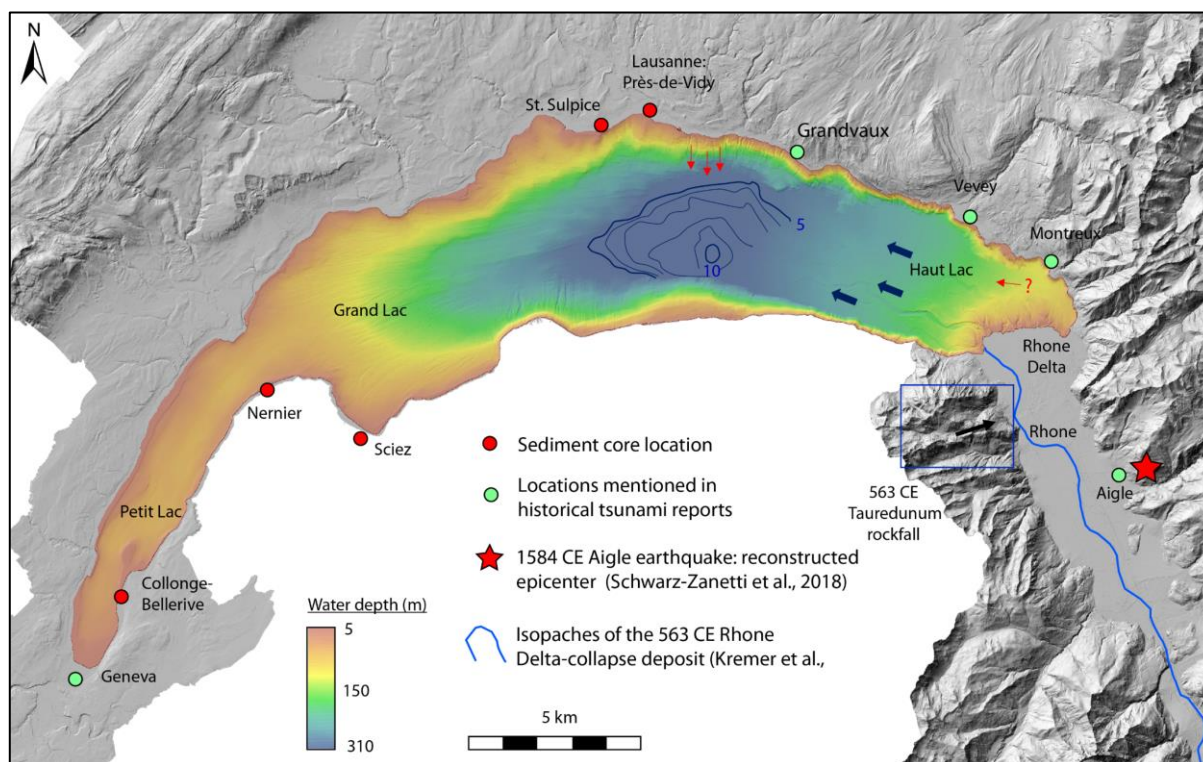 N
Lausanne:
Près-de-Vidy
St. Sulpice
Grandvaux
Vevey
Montreux
5
10
Haut Lac
?
Grand Lac
Rhone
Delta
Nernier
Sciez
Rhone
Aigle
563 CE
Tauredunum
rockfall
Petit Lac
Collonge-
Bellerive
Geneva
Sediment core location
Locations mentioned in
historical tsunami reports
1584 CE Aigle earthquake: reconstructed
epicenter (Schwarz-Zanetti et al., 2018)
Isopaches of the 563 CE Rhone
Delta-collapse deposit (Kremer et al.,
Water depth (m)
5
150
310
5 km